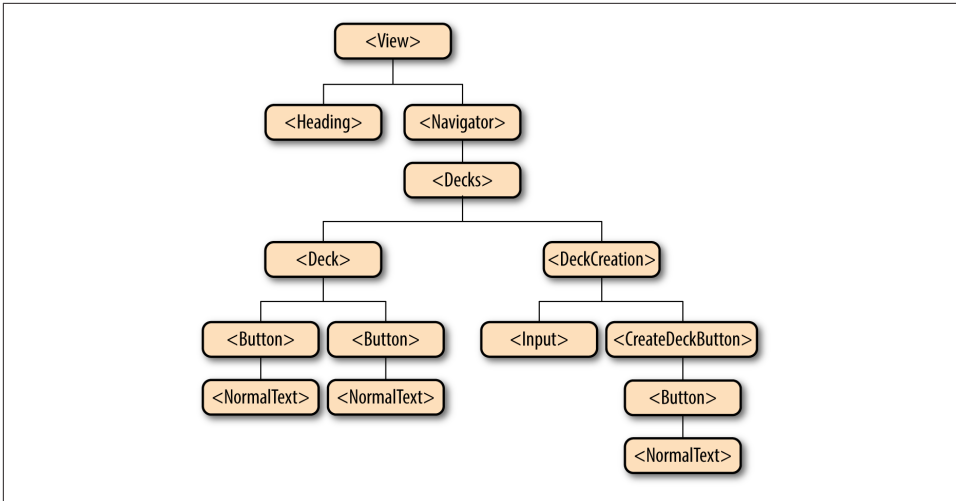 <View>
<Heading> <Navigator>
<Decks>
<Deck> <DeckCreation>
<Button> <Button> <Input> <CreateDeckButton>
<NormalText> <NormalText> <Button>
<NormalText>